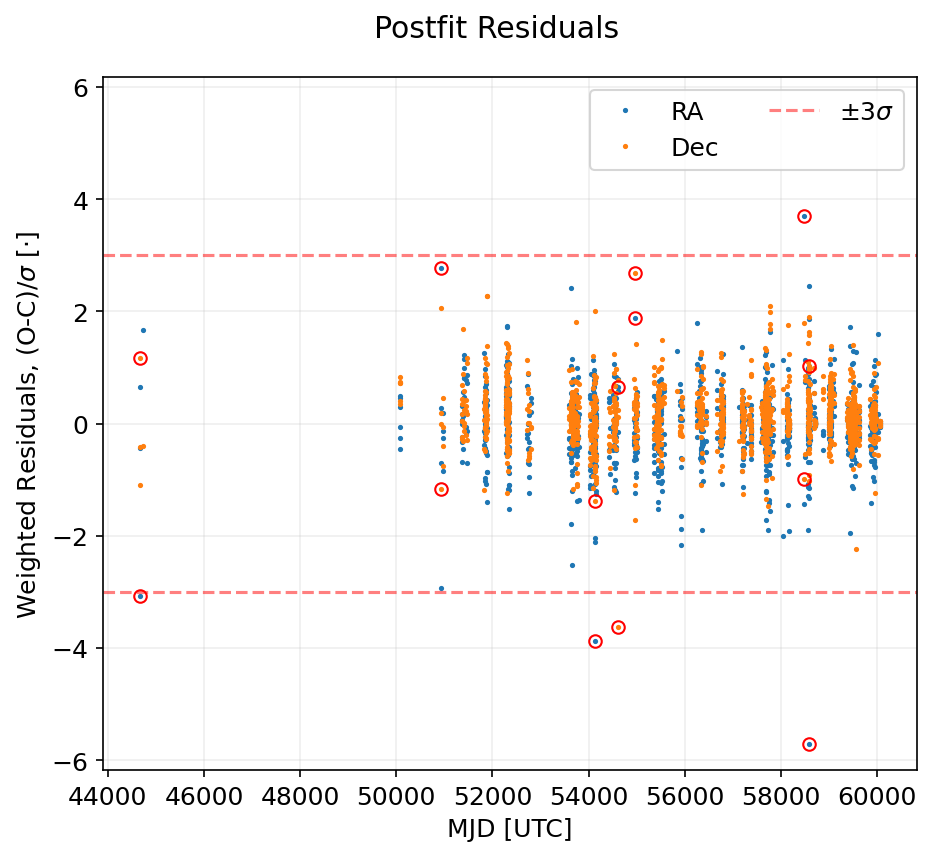 Postfit Residuals
RA
Dec
±3σ
Weighted Residuals, (O-C)/σ [·]
6
4
2
0
−2
−4
−6
44000 46000 48000 50000 52000 54000 56000 58000 60000
MJD [UTC]